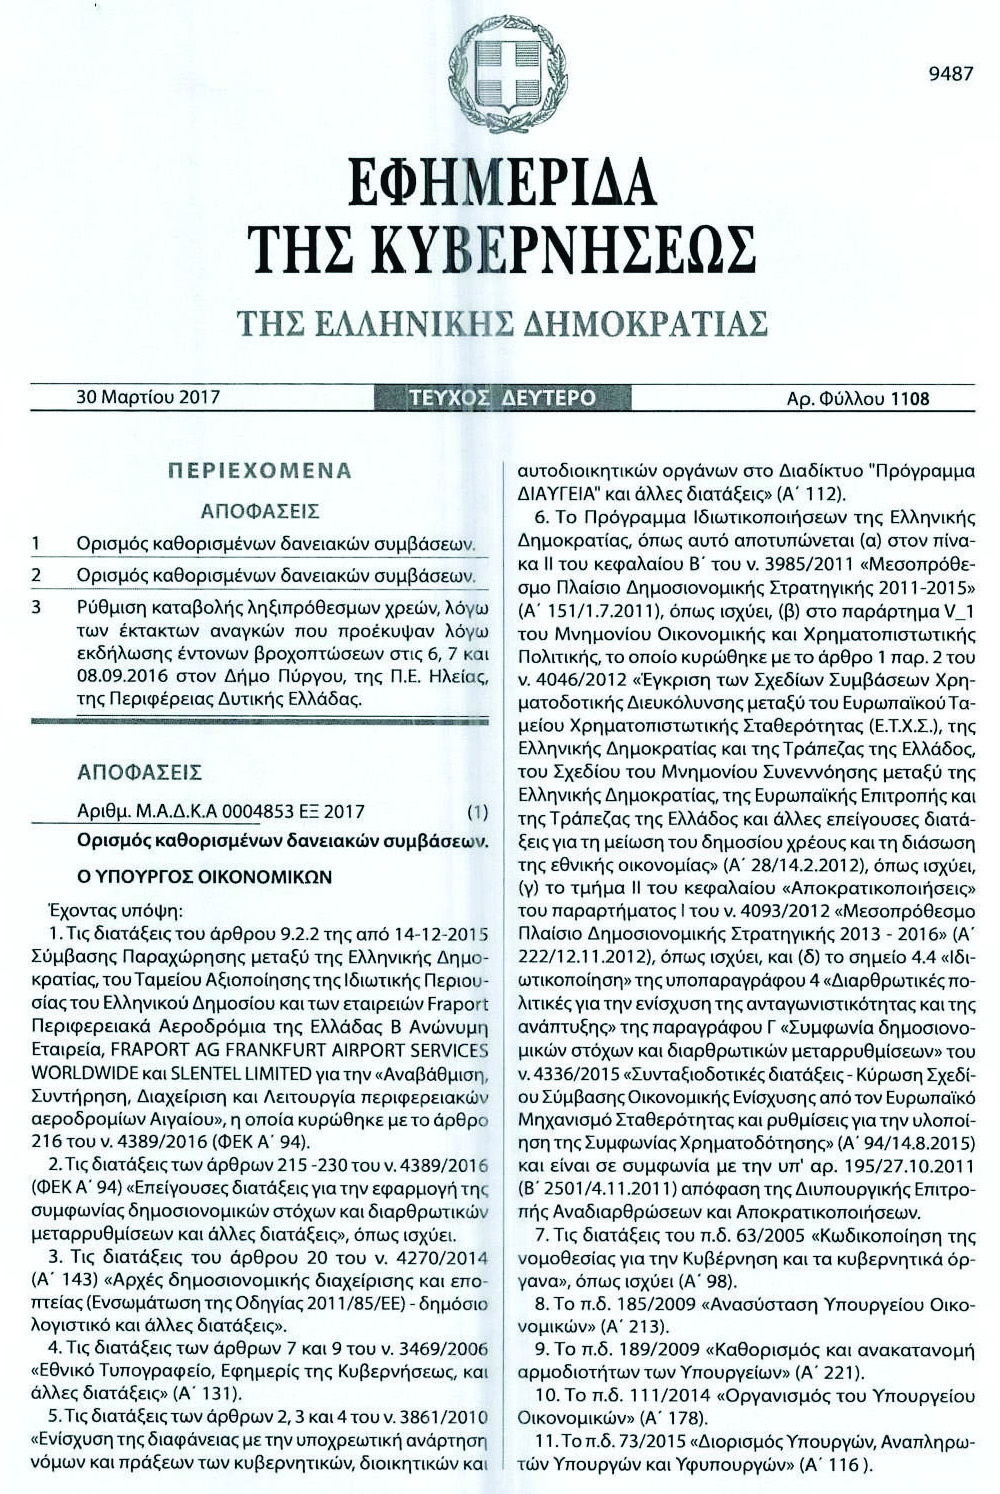 9487
ΕΦΗΜΕΡΙΔΑ
ΤΗΣ ΚΥΒΕΡΝΗΣΕΩΣ
ΤΗΣ ΕΛΛΗΝΙΚΗΣ ΔΗΜΟΚΡΑΤΙΑΣ
30 Μαρτίου 2017 ΤΕΥΧΟΣ ΔΕΥΤΕΡΟ Αρ. Φύλλου 1108
ΠΕΡΙΕΧΟΜΕΝΑ
ΑΠΟΦΑΣΕΙΣ
1 Ορισμός καθορισμένων δανειακών συμβάσεων.
2 Ορισμός καθορισμένων δανειακών συμβάσεων.
3 Ρύθμιση καταβολής ληξιπρόθεσμων χρεών, λόγω
των έκτακτων αναγκών που προέκυψαν λόγω
εκδήλωσης έντονων βροχοπτώσεων στις 6, 7 και
08.09.2016 στον Δήμο Πύργου, της Π.Ε. Ηλείας,
της Περιφέρειας Δυτικής Ελλάδας.
ΑΠΟΦΑΣΕΙΣ
Αριθμ. Μ.Α.Δ.Κ.Α 0004853 ΕΞ 2017 (1)
Ορισμός καθορισμένων δανειακών συμβάσεων.
Ο ΥΠΟΥΡΓΟΣ ΟΙΚΟΝΟΜΙΚΩΝ
Έχοντας υπόψη:
1. Τις διατάξεις του άρθρου 9.2.2 της από 14-12-2015
Σύμβασης Παραχώρησης μεταξύ της Ελληνικής Δημο-
κρατίας, του Ταμείου Αξιοποίησης της Ιδιωτικής Περιου-
σίας του Ελληνικού Δημοσίου και των εταιρειών Fraport
Περιφερειακά Αεροδρόμια της Ελλάδας Β Ανώνυμη
Εταιρεία, FRAPORT AG FRANKFURT AIRPORT SERVICES
WORLDWIDE και SLENTEL LIMITED για την «Αναβάθμιση,
Συντήρηση, Διαχείριση και Λειτουργία περιφερειακών
αεροδρομίων Αιγαίου», η οποία κυρώθηκε με το άρθρο
216 του ν. 4389/2016 (ΦΕΚ Α΄ 94).
2. Τις διατάξεις των άρθρων 215 -230 του ν. 4389/2016
(ΦΕΚ Α΄ 94) «Επείγουσες διατάξεις για την εφαρμογή της
συμφωνίας δημοσιονομικών στόχων και διαρθρωτικών
μεταρρυθμίσεων και άλλες διατάξεις», όπως ισχύει.
3. Τις διατάξεις του άρθρου 20 του ν. 4270/2014
(Α΄ 143) «Αρχές δημοσιονομικής διαχείρισης και επο-
πτείας (Ενσωμάτωση της Οδηγίας 2011/85/ΕΕ) - δημόσιο
λογιστικό και άλλες διατάξεις».
4. Τις διατάξεις των άρθρων 7 και 9 του ν. 3469/2006
«Εθνικό Τυπογραφείο, Εφημερίς της Κυβερνήσεως, και
άλλες διατάξεις» (Α΄ 131).
5. Τις διατάξεις των άρθρων 2, 3 και 4 του ν. 3861/2010
«Ενίσχυση της διαφάνειας με την υποχρεωτική ανάρτηση
νόμων και πράξεων των κυβερνητικών, διοικητικών και
αυτοδιοικητικών οργάνων στο Διαδίκτυο "Πρόγραμμα
ΔΙΑΥΓΕΙΑ" και άλλες διατάξεις» (Α΄ 112).
6. Το Πρόγραμμα Ιδιωτικοποιήσεων της Ελληνικής
Δημοκρατίας, όπως αυτό αποτυπώνεται (α) στον πίνα-
κα ΙΙ του κεφαλαίου Β΄ του ν. 3985/2011 «Μεσοπρόθε-
σμο Πλαίσιο Δημοσιονομικής Στρατηγικής 2011-2015»
(Α΄ 151/1.7.2011), όπως ισχύει, (β) στο παράρτημα V_1
του Μνημονίου Οικονομικής και Χρηματοπιστωτικής
Πολιτικής, το οποίο κυρώθηκε με το άρθρο 1 παρ. 2 του
ν. 4046/2012 «Έγκριση των Σχεδίων Συμβάσεων Χρη-
ματοδοτικής Διευκόλυνσης μεταξύ του Ευρωπαϊκού Τα-
μείου Χρηματοπιστωτικής Σταθερότητας (Ε.Τ.Χ.Σ.), της
Ελληνικής Δημοκρατίας και της Τράπεζας της Ελλάδος,
του Σχεδίου του Μνημονίου Συνεννόησης μεταξύ της
Ελληνικής Δημοκρατίας, της Ευρωπαϊκής Επιτροπής και
της Τράπεζας της Ελλάδος και άλλες επείγουσες διατά-
ξεις για τη μείωση του δημοσίου χρέους και τη διάσωση
της εθνικής οικονομίας» (Α΄ 28/14.2.2012), όπως ισχύει,
(γ) το τμήμα ΙΙ του κεφαλαίου «Αποκρατικοποιήσεις»
του παραρτήματος Ι του ν. 4093/2012 «Μεσοπρόθεσμο
Πλαίσιο Δημοσιονομικής Στρατηγικής 2013 - 2016» (Α΄
222/12.11.2012), όπως ισχύει, και (δ) το σημείο 4.4 «Ιδι-
ωτικοποίηση» της υποπαραγράφου 4 «Διαρθρωτικές πο-
λιτικές για την ενίσχυση της ανταγωνιστικότητας και της
ανάπτυξης» της παραγράφου Γ «Συμφωνία δημοσιονο-
μικών στόχων και διαρθρωτικών μεταρρυθμίσεων» του
ν. 4336/2015 «Συνταξιοδοτικές διατάξεις - Κύρωση Σχεδί-
ου Σύμβασης Οικονομικής Ενίσχυσης από τον Ευρωπαϊκό
Μηχανισμό Σταθερότητας και ρυθμίσεις για την υλοποί-
ηση της Συμφωνίας Χρηματοδότησης» (Α΄ 94/14.8.2015)
και είναι σε συμφωνία με την υπ' αρ. 195/27.10.2011
(Β΄ 2501/4.11.2011) απόφαση της Διυπουργικής Επιτρο-
πής Αναδιαρθρώσεων και Αποκρατικοποιήσεων.
7. Τις διατάξεις του π.δ. 63/2005 «Κωδικοποίηση της
νομοθεσίας για την Κυβέρνηση και τα κυβερνητικά όρ-
γανα», όπως ισχύει (Α΄ 98).
8. Το π.δ. 185/2009 «Ανασύσταση Υπουργείου Οικο-
νομικών» (Α΄ 213).
9. Το π.δ. 189/2009 «Καθορισμός και ανακατανομή
αρμοδιοτήτων των Υπουργείων» (Α΄ 221).
10. Το π.δ. 111/2014 «Οργανισμός του Υπουργείου
Οικονομικών» (Α΄ 178).
11. Το π.δ. 73/2015 «Διορισμός Υπουργών, Αναπληρω-
τών Υπουργών και Υφυπουργών» (Α΄ 116 ).